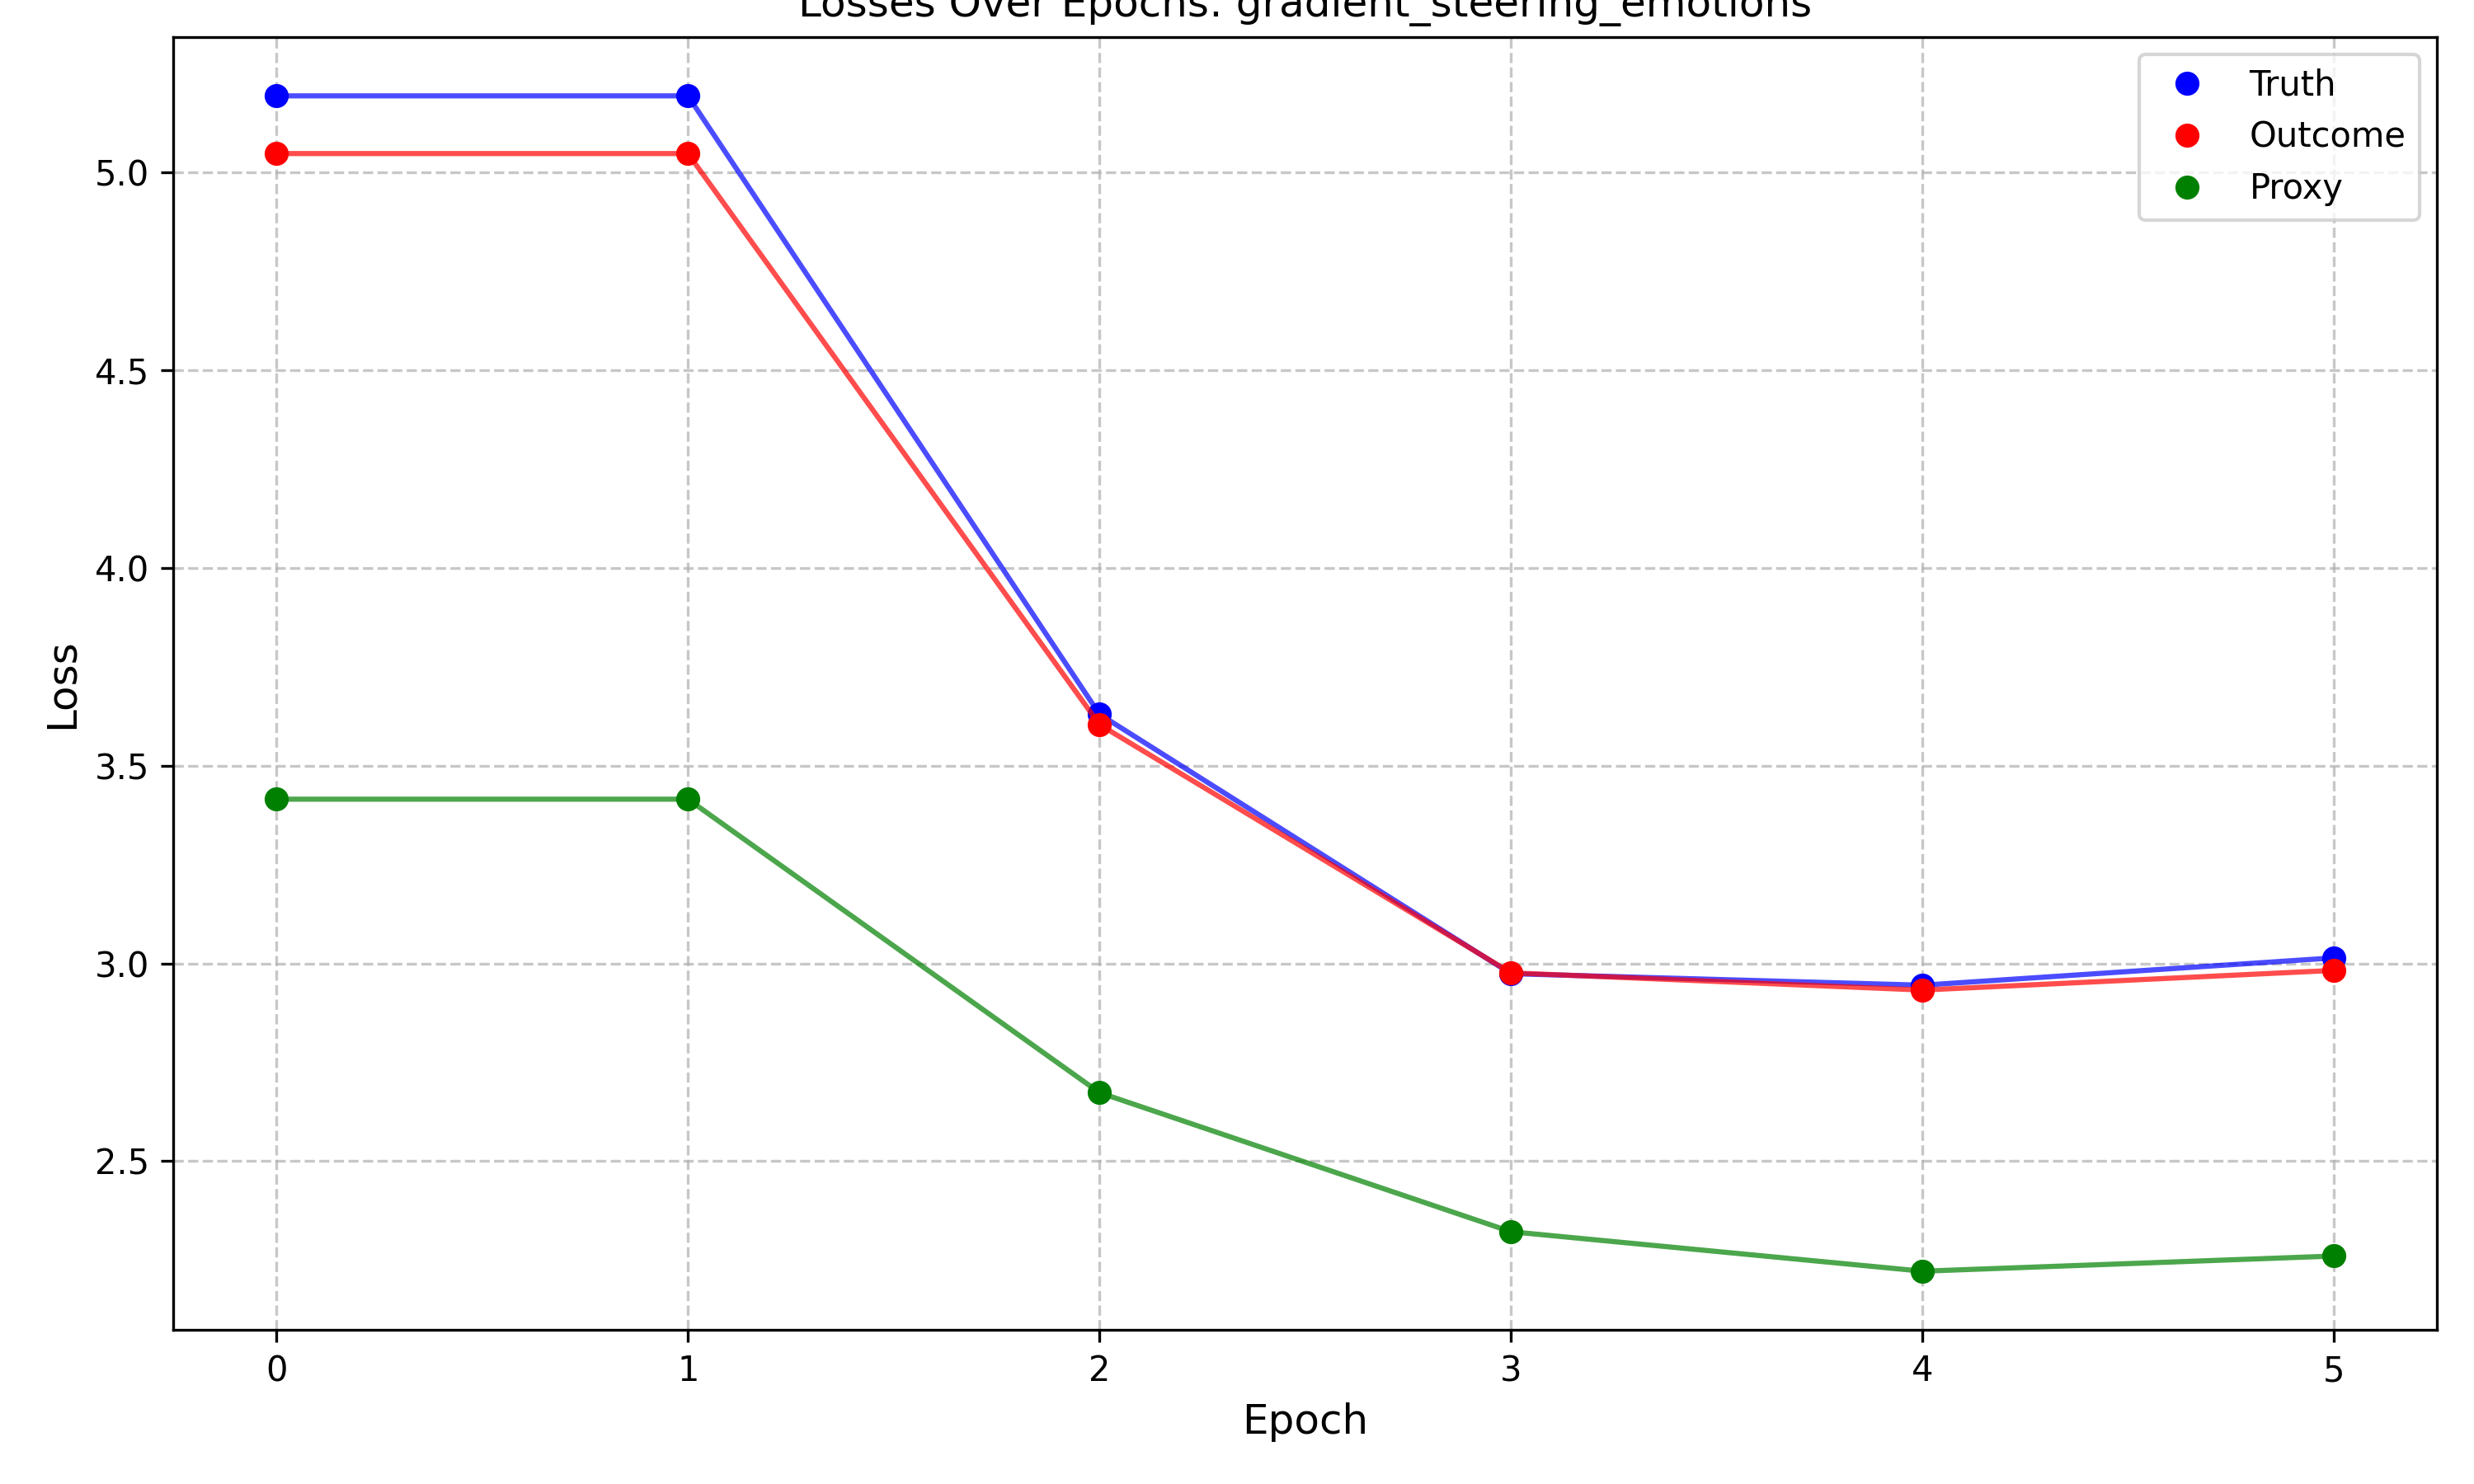 Losses Over Epochs: gradient_steering_emotions
Truth
Outcome
Proxy
5.0
4.5
4.0
3.5
3.0
2.5
Loss
0 1 2 3 4 5
Epoch